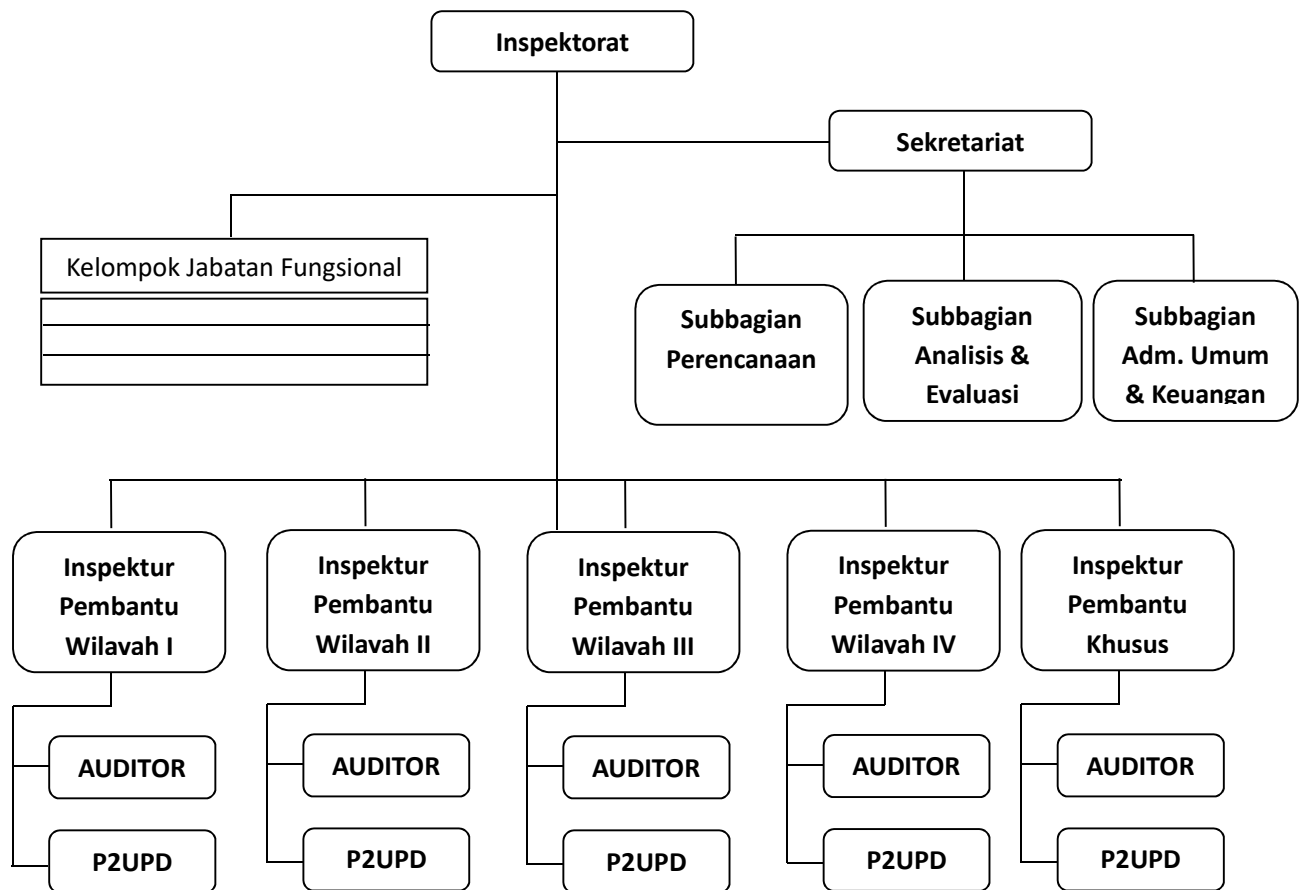 Inspektorat
Sekretariat
Kelompok Jabatan Fungsional
Subbagian
Perencanaan
Subbagian
Analisis &
Evaluasi
Subbagian
Adm. Umum
& Keuangan
Inspektur
Pembantu
Wilayah I
Inspektur
Pembantu
Wilayah II
Inspektur
Pembantu
Wilayah III
Inspektur
Pembantu
Wilayah IV
Inspektur
Pembantu
Khusus
AUDITOR
AUDITOR
AUDITOR
AUDITOR
AUDITOR
P2UPD
P2UPD
P2UPD
P2UPD
P2UPD